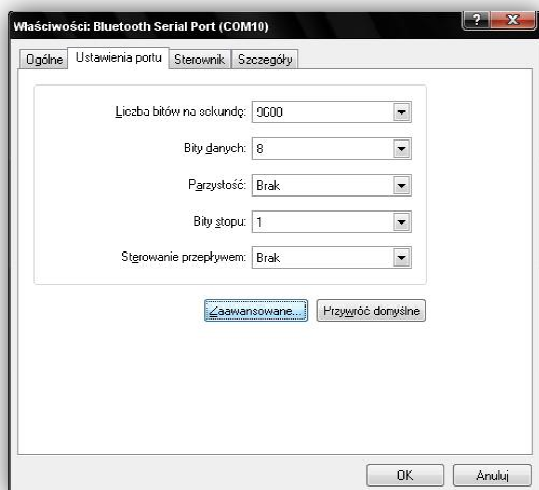 Właściwości: Bluetooth Serial Port (COM10)
Ogólne Ustawienia portu Sterownik Szczegóły
Liczba bitów na sekundę: 9600
Bity danych: 8
Parzystość: Brak
Bity stopu: 1
Sterowanie przepływem: Brak
Zaawansowane... Przywróć domyślne
OK Anuluj